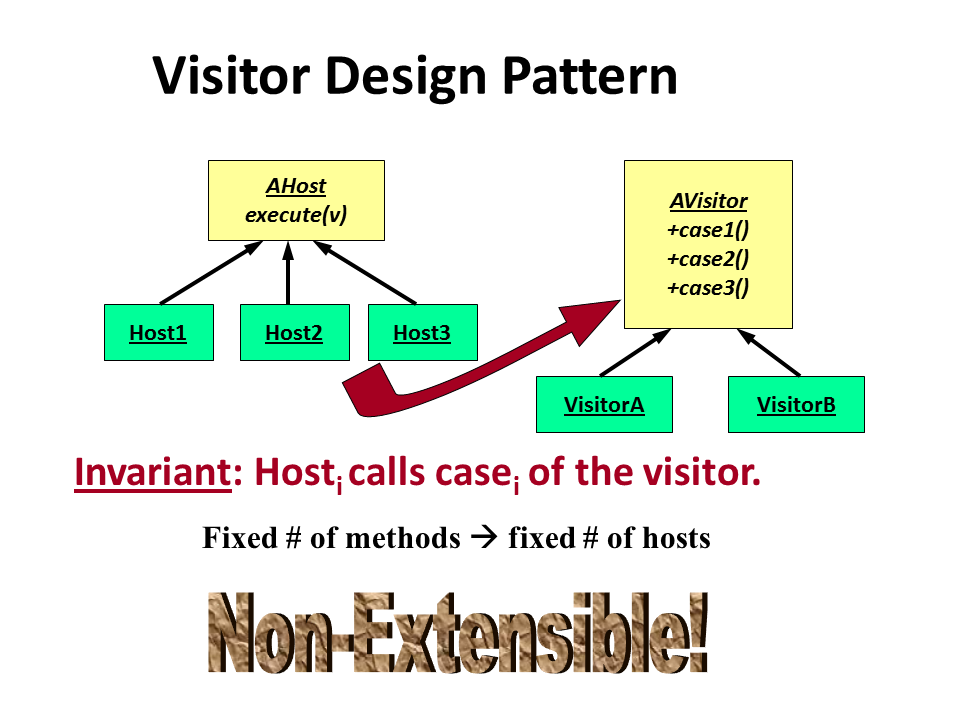 Visitor Design Pattern
AHost
execute(v)
AVisitor
+case1()
+case2()
+case3()
Host1
Host2
Host3
VisitorA
VisitorB
Invariant: Hosti calls casei of the visitor.
Fixed # of methods → fixed # of hosts
Non-Extensible!